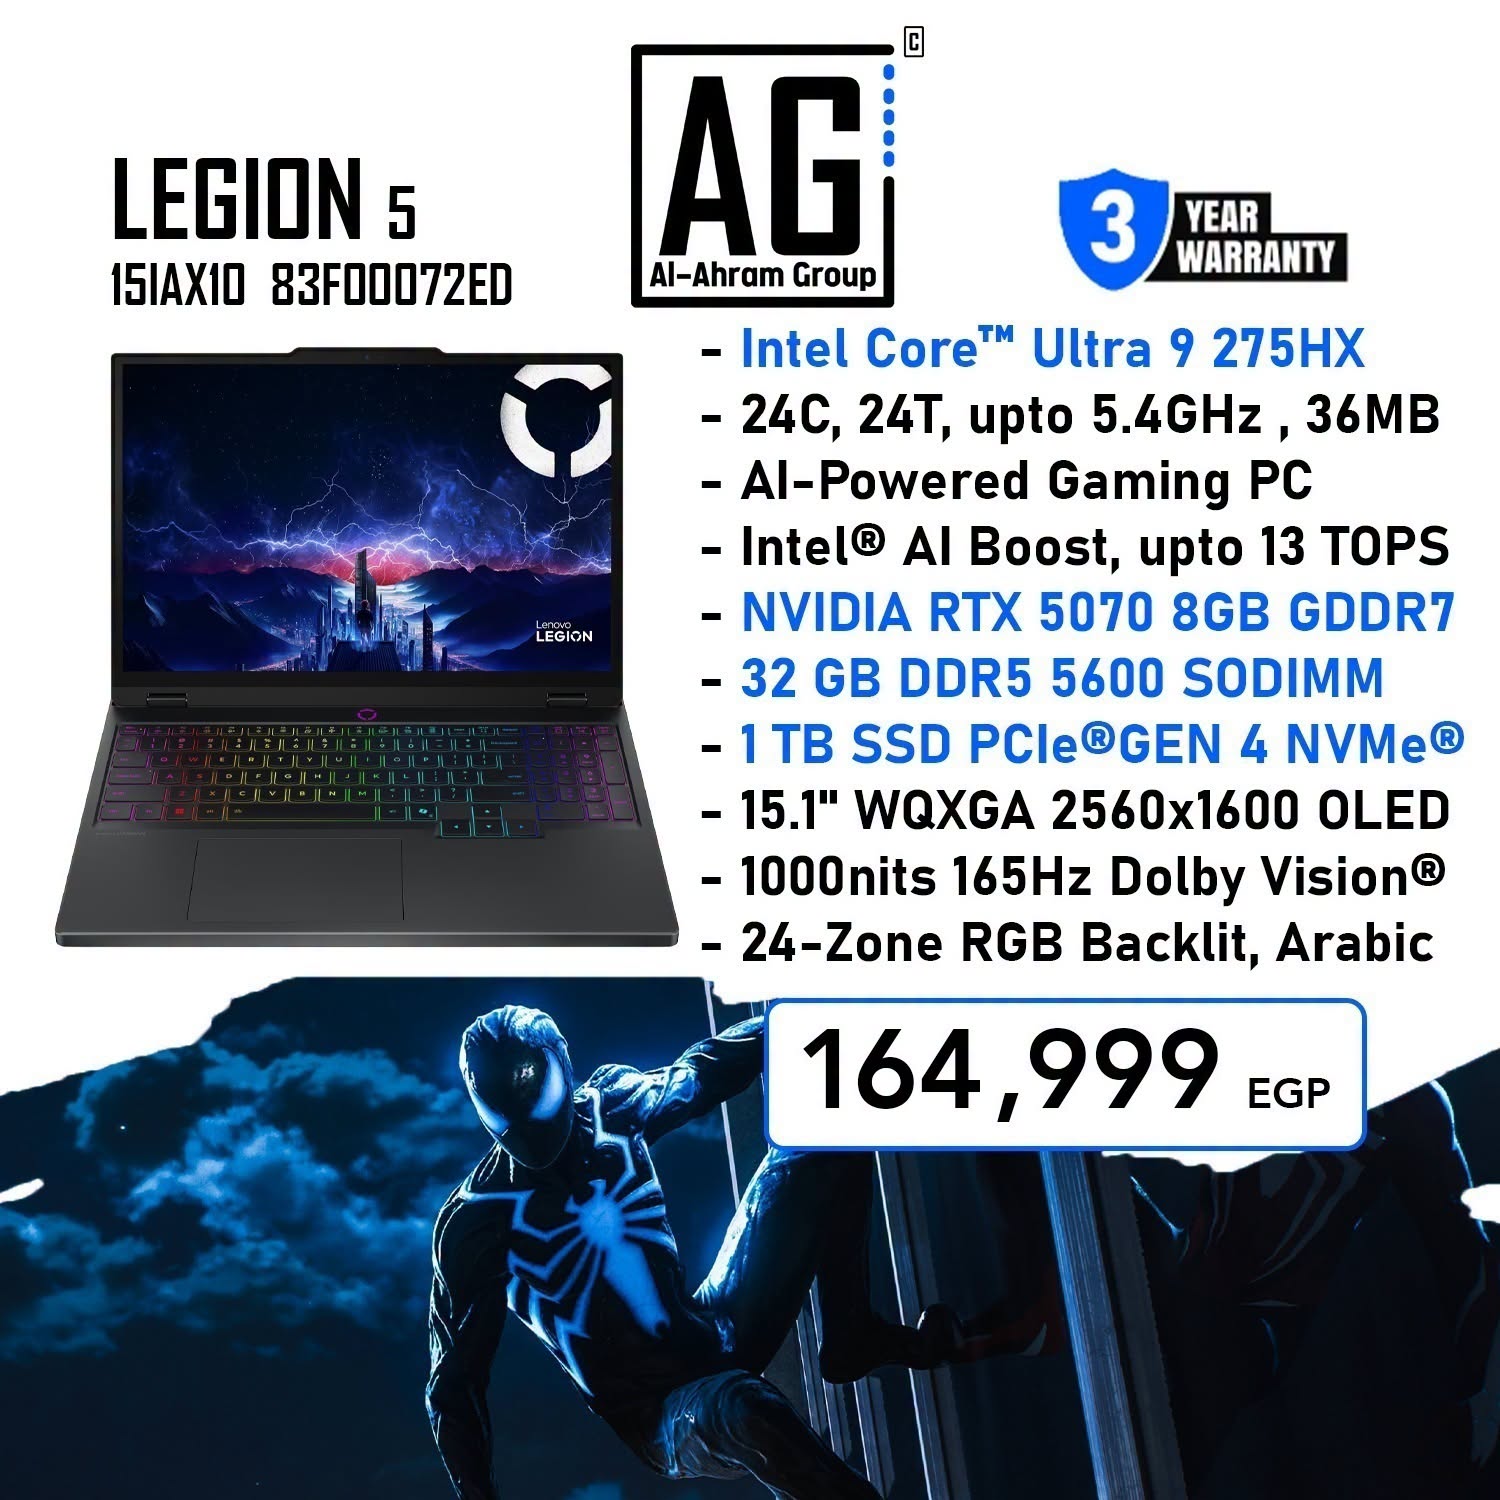 C
AG
Al-Ahram Group
LEGION 5
15IAX10 83F00072ED
3 YEAR
WARRANTY
- Intel Core™ Ultra 9 275HX
- 24C, 24T, upto 5.4GHz , 36MB
- AI-Powered Gaming PC
- Intel® AI Boost, upto 13 TOPS
- NVIDIA RTX 5070 8GB GDDR7
- 32 GB DDR5 5600 SODIMM
- 1 TB SSD PCIe®GEN 4 NVMe®
- 15.1" WQXGA 2560x1600 OLED
- 1000nits 165Hz Dolby Vision®
- 24-Zone RGB Backlit, Arabic
Lenovo
LEGION
164,999 EGP